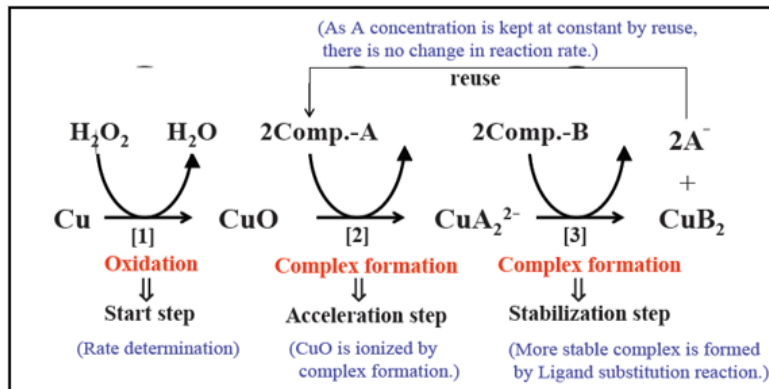 (As A concentration is kept at constant by reuse,
there is no change in reaction rate.)
reuse
H₂O₂ H₂O 2Comp.-A 2Comp.-B 2A⁻
+
Cu CuO CuA₂²⁻ CuB₂
[1] [2] [3]
Oxidation Complex formation Complex formation
⇓ ⇓ ⇓
Start step Acceleration step Stabilization step
(Rate determination) (CuO is ionized by (More stable complex is formed
complex formation.) by Ligand substitution reaction.)